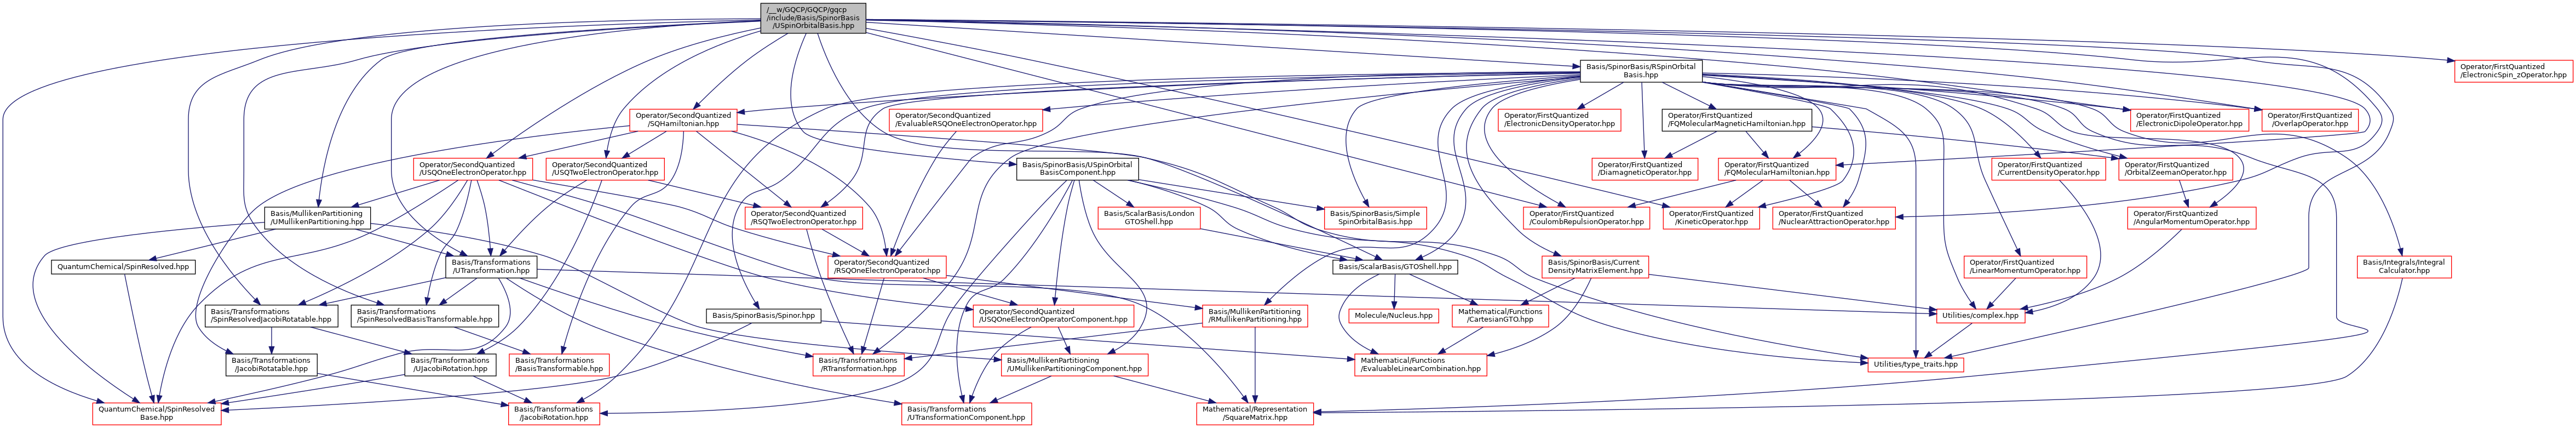 /__w/GQCP/GQCP/gqcp
/include/Basis/SpinorBasis
/USpinOrbitalBasis.hpp
Basis/SpinorBasis/RSpinOrbital
Basis.hpp
Operator/FirstQuantized
/ElectronicSpin_zOperator.hpp
Operator/SecondQuantized
/SQHamiltonian.hpp
Operator/SecondQuantized
/EvaluableRSQOneElectronOperator.hpp
Operator/FirstQuantized
/ElectronicDensityOperator.hpp
Operator/FirstQuantized
/FQMolecularMagneticHamiltonian.hpp
Operator/FirstQuantized
/ElectronicDipoleOperator.hpp
Operator/FirstQuantized
/OverlapOperator.hpp
Operator/SecondQuantized
/USQOneElectronOperator.hpp
Operator/SecondQuantized
/USQTwoElectronOperator.hpp
Basis/SpinorBasis/USpinOrbital
BasisComponent.hpp
Operator/FirstQuantized
/DiamagneticOperator.hpp
Operator/FirstQuantized
/FQMolecularHamiltonian.hpp
Operator/FirstQuantized
/CurrentDensityOperator.hpp
Operator/FirstQuantized
/OrbitalZeemanOperator.hpp
Basis/MullikenPartitioning
/UMullikenPartitioning.hpp
Operator/SecondQuantized
/RSQTwoElectronOperator.hpp
Basis/ScalarBasis/London
GTOShell.hpp
Basis/SpinorBasis/Simple
SpinOrbitalBasis.hpp
Operator/FirstQuantized
/CoulombRepulsionOperator.hpp
Operator/FirstQuantized
/KineticOperator.hpp
Operator/FirstQuantized
/NuclearAttractionOperator.hpp
Operator/FirstQuantized
/AngularMomentumOperator.hpp
QuantumChemical/SpinResolved.hpp
Basis/Transformations
/UTransformation.hpp
Operator/SecondQuantized
/RSQOneElectronOperator.hpp
Basis/ScalarBasis/GTOShell.hpp
Basis/SpinorBasis/Current
DensityMatrixElement.hpp
Operator/FirstQuantized
/LinearMomentumOperator.hpp
Basis/Integrals/Integral
Calculator.hpp
Basis/Transformations
/SpinResolvedJacobiRotatable.hpp
Basis/Transformations
/SpinResolvedBasisTransformable.hpp
Basis/SpinorBasis/Spinor.hpp
Operator/SecondQuantized
/USQOneElectronOperatorComponent.hpp
Basis/MullikenPartitioning
/RMullikenPartitioning.hpp
Molecule/Nucleus.hpp
Mathematical/Functions
/CartesianGTO.hpp
Utilities/complex.hpp
Basis/Transformations
/JacobiRotatable.hpp
Basis/Transformations
/UJacobiRotation.hpp
Basis/Transformations
/BasisTransformable.hpp
Basis/Transformations
/RTransformation.hpp
Basis/MullikenPartitioning
/UMullikenPartitioningComponent.hpp
Mathematical/Functions
/EvaluableLinearCombination.hpp
Utilities/type_traits.hpp
QuantumChemical/SpinResolved
Base.hpp
Basis/Transformations
/JacobiRotation.hpp
Basis/Transformations
/UTransformationComponent.hpp
Mathematical/Representation
/SquareMatrix.hpp